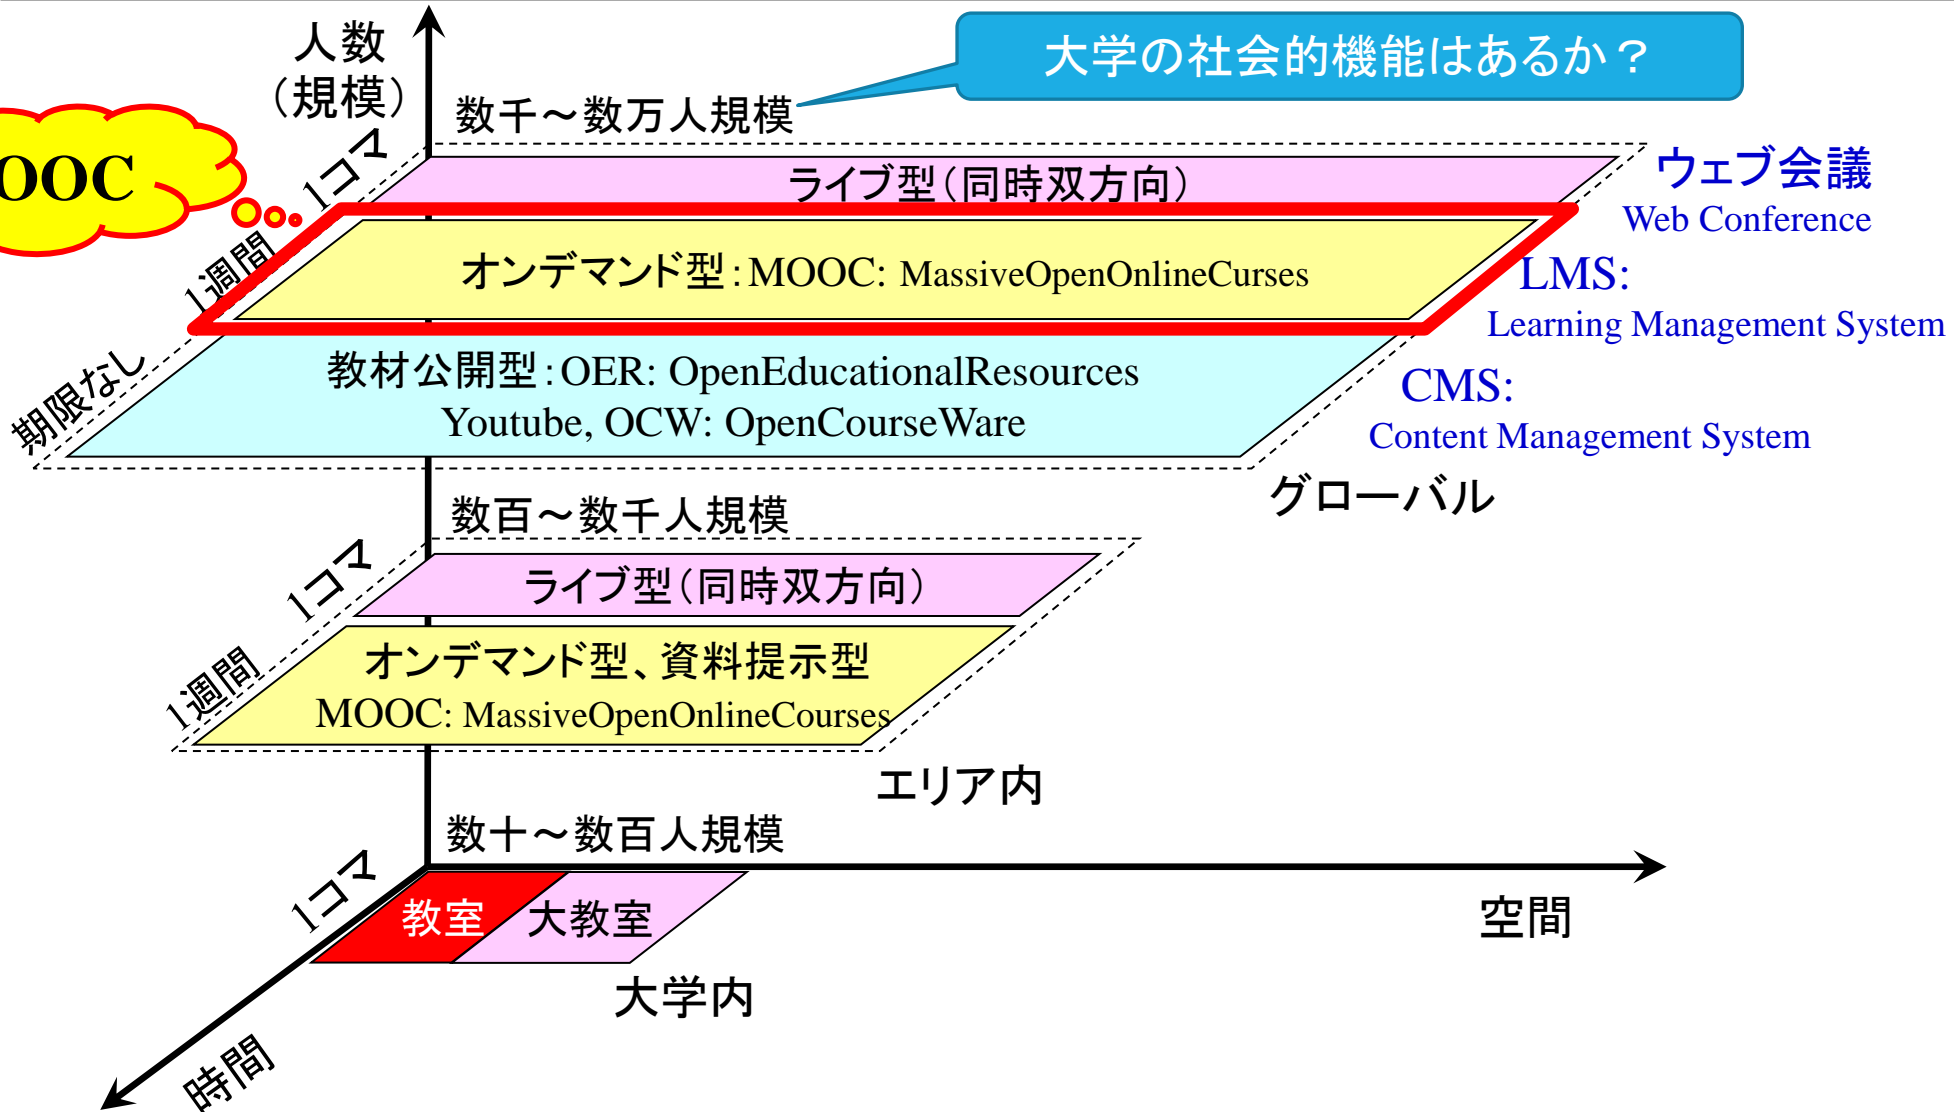 人数
（規模）
大学の社会的機能はあるか？
数千～数万人規模
OOC
1コマ
ライブ型（同時双方向）
ウェブ会議
Web Conference
1週間
オンデマンド型：MOOC: MassiveOpenOnlineCurses
LMS:
Learning Management System
期限なし
教材公開型：OER: OpenEducationalResources
Youtube, OCW: OpenCourseWare
CMS:
Content Management System
グローバル
数百～数千人規模
1コマ
ライブ型（同時双方向）
1週間
オンデマンド型、資料提示型
MOOC: MassiveOpenOnlineCourses
エリア内
数十～数百人規模
1コマ
教室
大教室
空間
大学内
時間